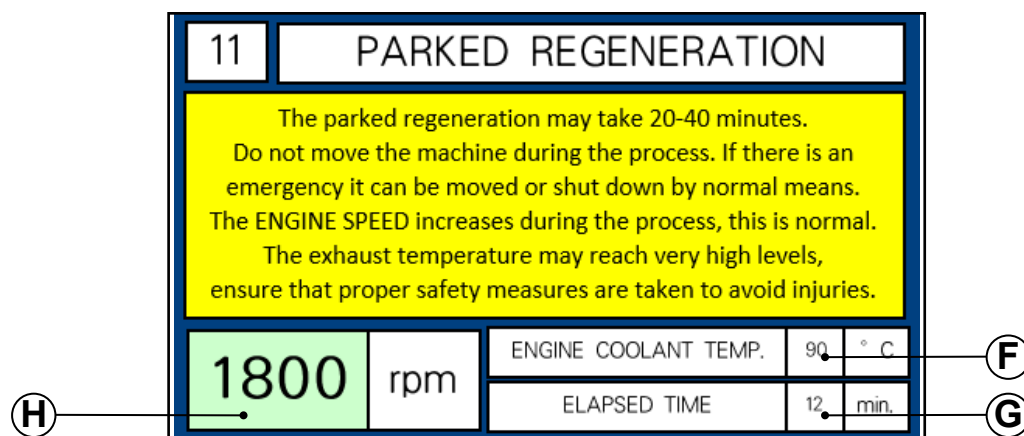 11 PARKED REGENERATION
The parked regeneration may take 20-40 minutes.
Do not move the machine during the process. If there is an
emergency it can be moved or shut down by normal means.
The ENGINE SPEED increases during the process, this is normal.
The exhaust temperature may reach very high levels,
ensure that proper safety measures are taken to avoid injuries.
1800 rpm
ENGINE COOLANT TEMP. 90 ° C
ELAPSED TIME 12 min.
F
G
H